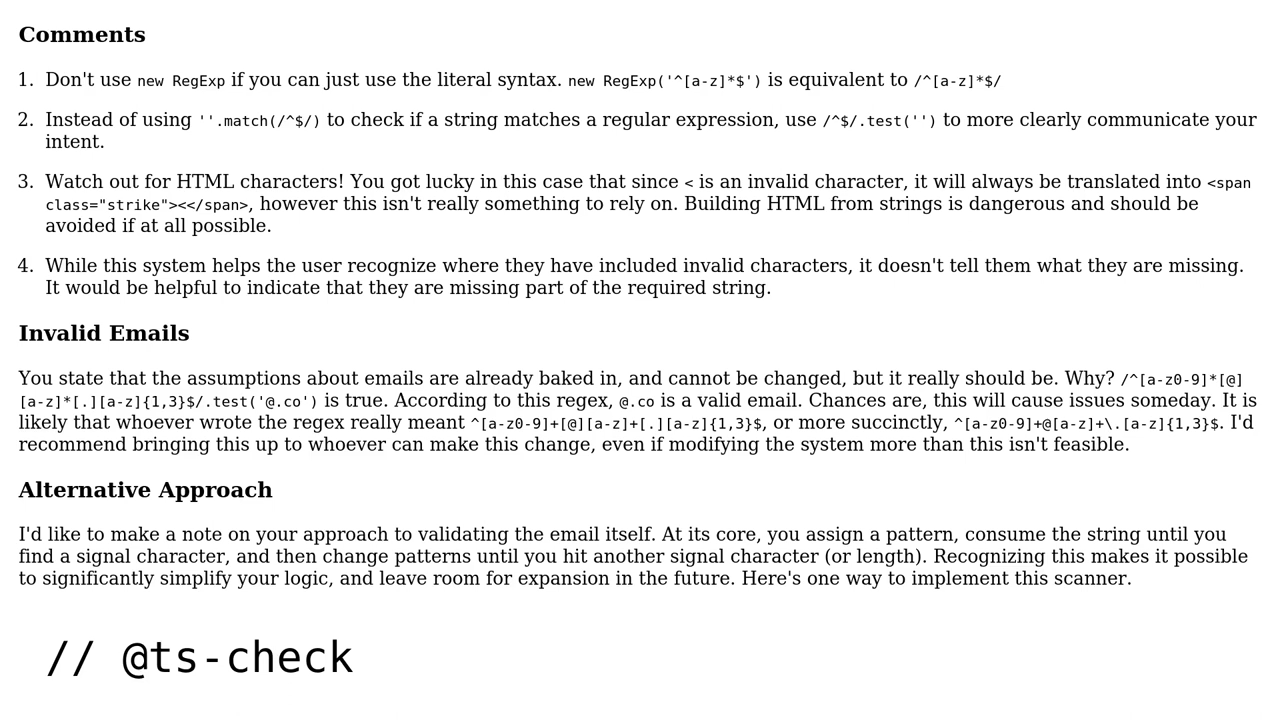 Comments
1. Don't use new RegExp if you can just use the literal syntax. new RegExp('^[a-z]*$') is equivalent to /^[a-z]*$/
2. Instead of using ''.match(/^$/) to check if a string matches a regular expression, use /^$/.test('') to more clearly communicate your
intent.
3. Watch out for HTML characters! You got lucky in this case that since < is an invalid character, it will always be translated into <span
class="strike"><</span>, however this isn't really something to rely on. Building HTML from strings is dangerous and should be
avoided if at all possible.
4. While this system helps the user recognize where they have included invalid characters, it doesn't tell them what they are missing.
It would be helpful to indicate that they are missing part of the required string.
Invalid Emails
You state that the assumptions about emails are already baked in, and cannot be changed, but it really should be. Why? /^[a-z0-9]*[@]
[a-z]*[.][a-z]{1,3}$/.test('@.co') is true. According to this regex, @.co is a valid email. Chances are, this will cause issues someday. It is
likely that whoever wrote the regex really meant ^[a-z0-9]+[@][a-z]+[.][a-z]{1,3}$, or more succinctly, ^[a-z0-9]+@[a-z]+\.[a-z]{1,3}$. I'd
recommend bringing this up to whoever can make this change, even if modifying the system more than this isn't feasible.
Alternative Approach
I'd like to make a note on your approach to validating the email itself. At its core, you assign a pattern, consume the string until you
find a signal character, and then change patterns until you hit another signal character (or length). Recognizing this makes it possible
to significantly simplify your logic, and leave room for expansion in the future. Here's one way to implement this scanner.
// @ts-check